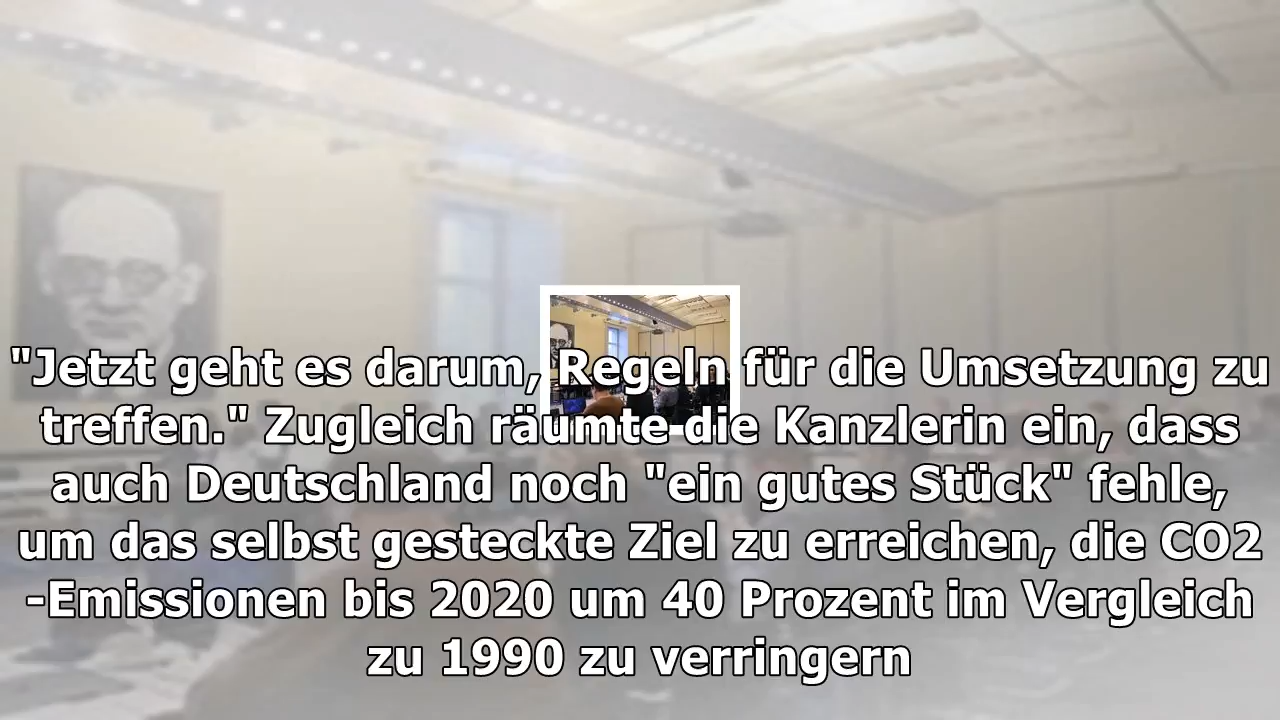 "Jetzt geht es darum, Regeln für die Umsetzung zu
treffen." Zugleich räumte die Kanzlerin ein, dass
auch Deutschland noch "ein gutes Stück" fehle,
um das selbst gesteckte Ziel zu erreichen, die CO2
-Emissionen bis 2020 um 40 Prozent im Vergleich
zu 1990 zu verringern